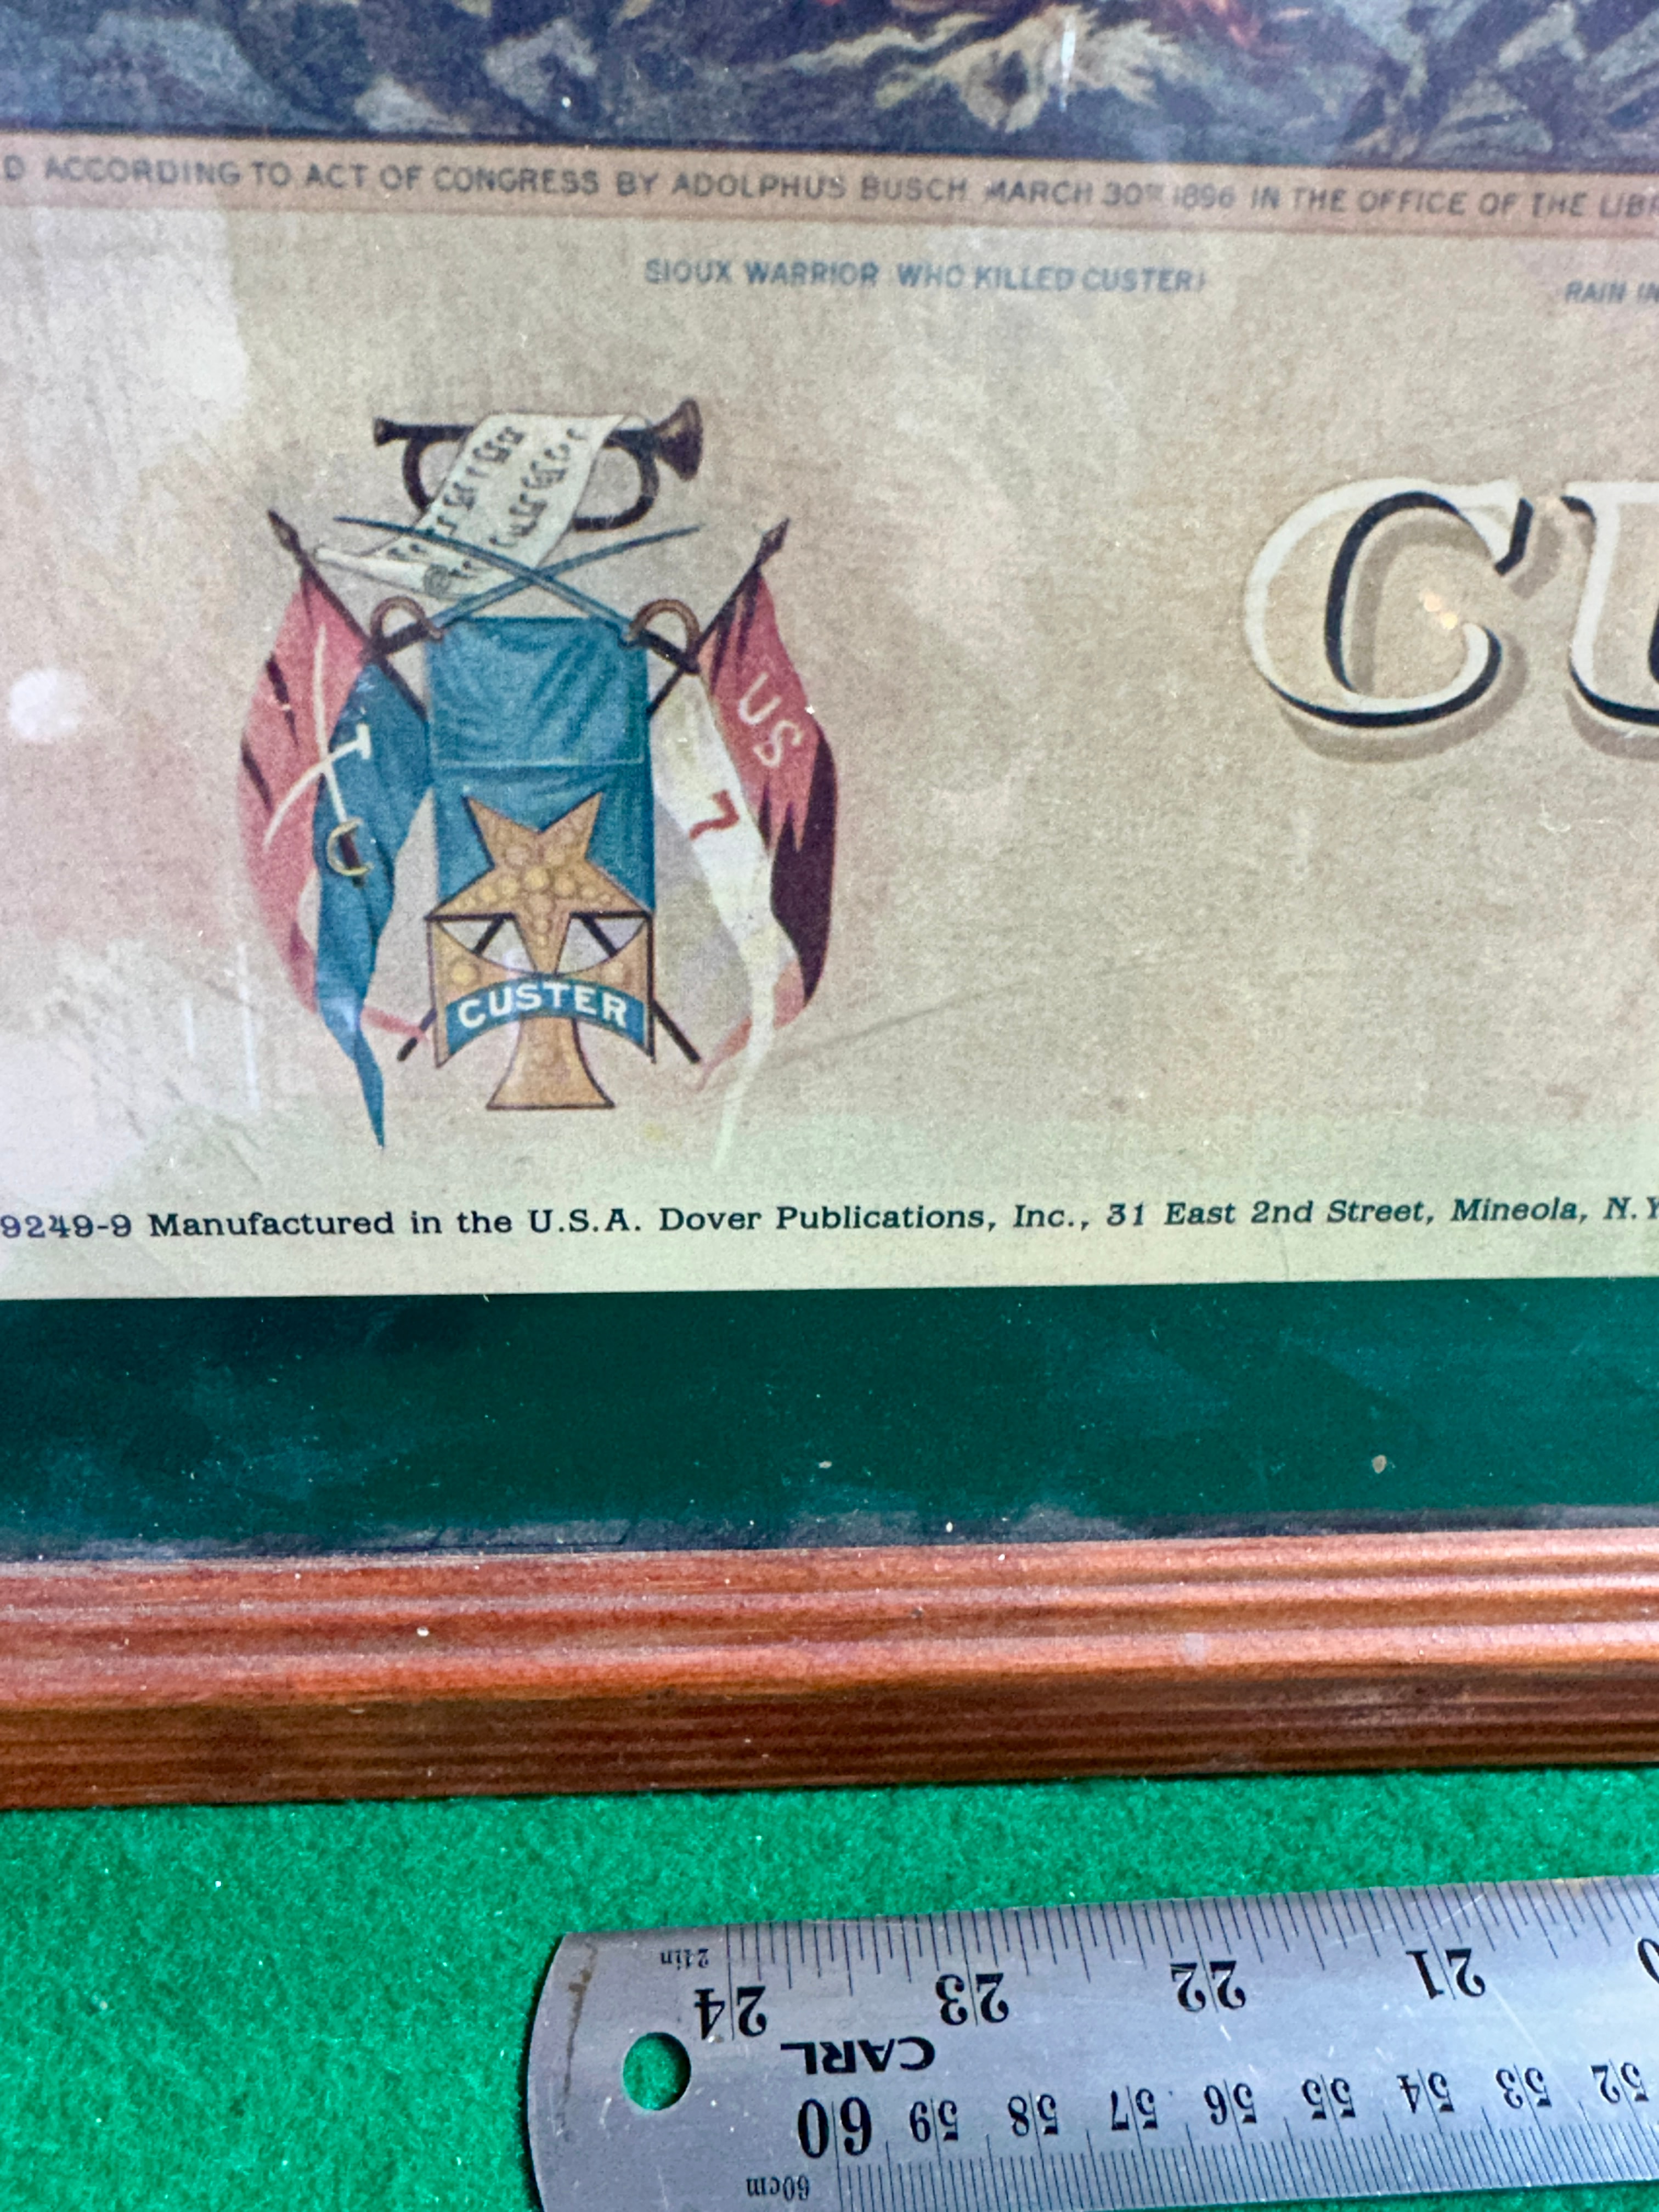 D ACCORDING TO ACT OF CONGRESS BY ADOLPHUS BUSCH MARCH 30TH 1896 IN THE OFFICE OF THE LIBR
SIOUX WARRIOR WHO KILLED CUSTER!
RAIN IN
CU
US
7
CUSTER
9249-9 Manufactured in the U.S.A. Dover Publications, Inc., 31 East 2nd Street, Mineola, N.Y
24in
24 23 22 21 0
CARL
60 59 58 57 56 55 54 53 52
60cm